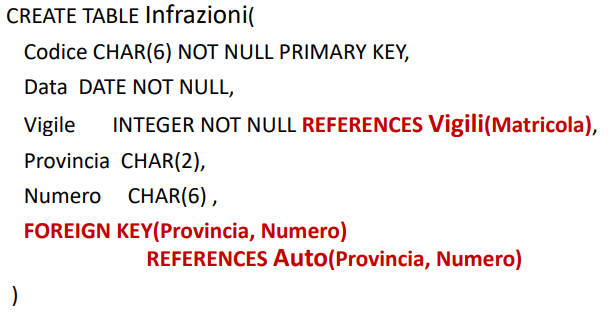 CREATE TABLE Infrazioni(
Codice CHAR(6) NOT NULL PRIMARY KEY,
Data DATE NOT NULL,
Vigile INTEGER NOT NULL REFERENCES Vigili(Matricola),
Provincia CHAR(2),
Numero CHAR(6) ,
FOREIGN KEY(Provincia, Numero)
REFERENCES Auto(Provincia, Numero)
)